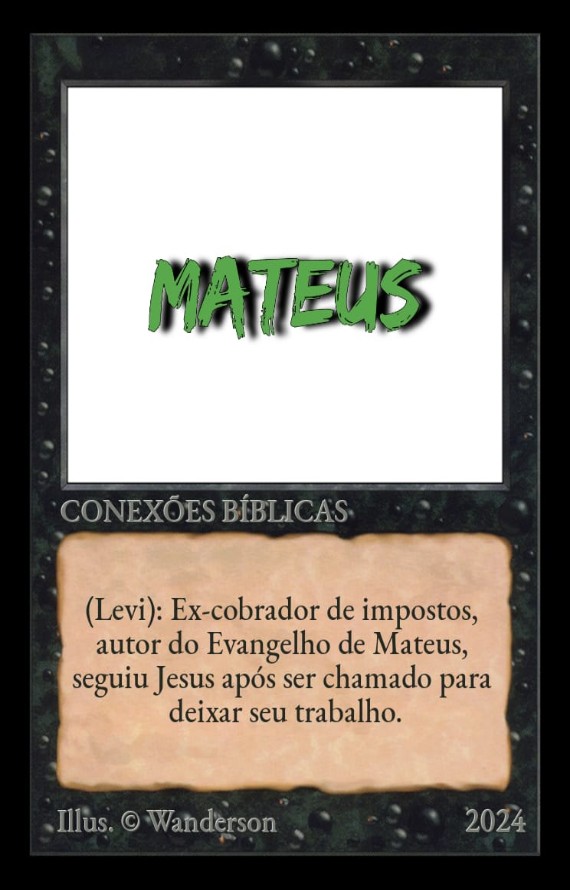 MATEUS
CONEXÕES BÍBLICAS
(Levi): Ex-cobrador de impostos,
autor do Evangelho de Mateus,
seguiu Jesus após ser chamado para
deixar seu trabalho.
Illus. © Wanderson
2024